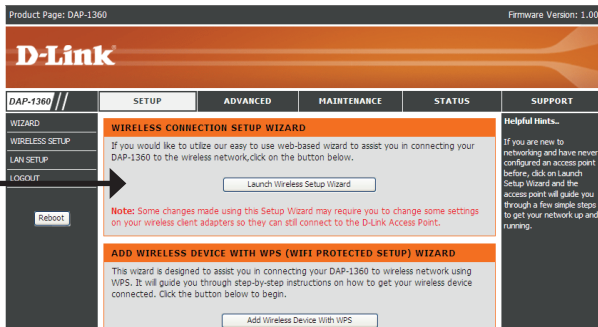 Product Page: DAP-1360
Firmware Version: 1.00
D-Link
DAP-1360
SETUP
ADVANCED
MAINTENANCE
STATUS
SUPPORT
WIZARD
WIRELESS SETUP
LAN SETUP
LOGOUT
Reboot
WIRELESS CONNECTION SETUP WIZARD
If you would like to utilize our easy to use web-based wizard to assist you in connecting your
DAP-1360 to the wireless network,click on the button below.
Launch Wireless Setup Wizard
Note: Some changes made using this Setup Wizard may require you to change some settings
on your wireless client adapters so they can still connect to the D-Link Access Point.
ADD WIRELESS DEVICE WITH WPS (WIFI PROTECTED SETUP) WIZARD
This wizard is designed to assist you in connecting your DAP-1360 to wireless network using
WPS. It will guide you through step-by-step instructions on how to get your wireless device
connected. Click the button below to begin.
Add Wireless Device With WPS
Helpful Hints..
If you are new to
networking and have never
configured an access point
before, click on Launch
Setup Wizard and the
access point will guide you
through a few simple steps
to get your network up and
running.